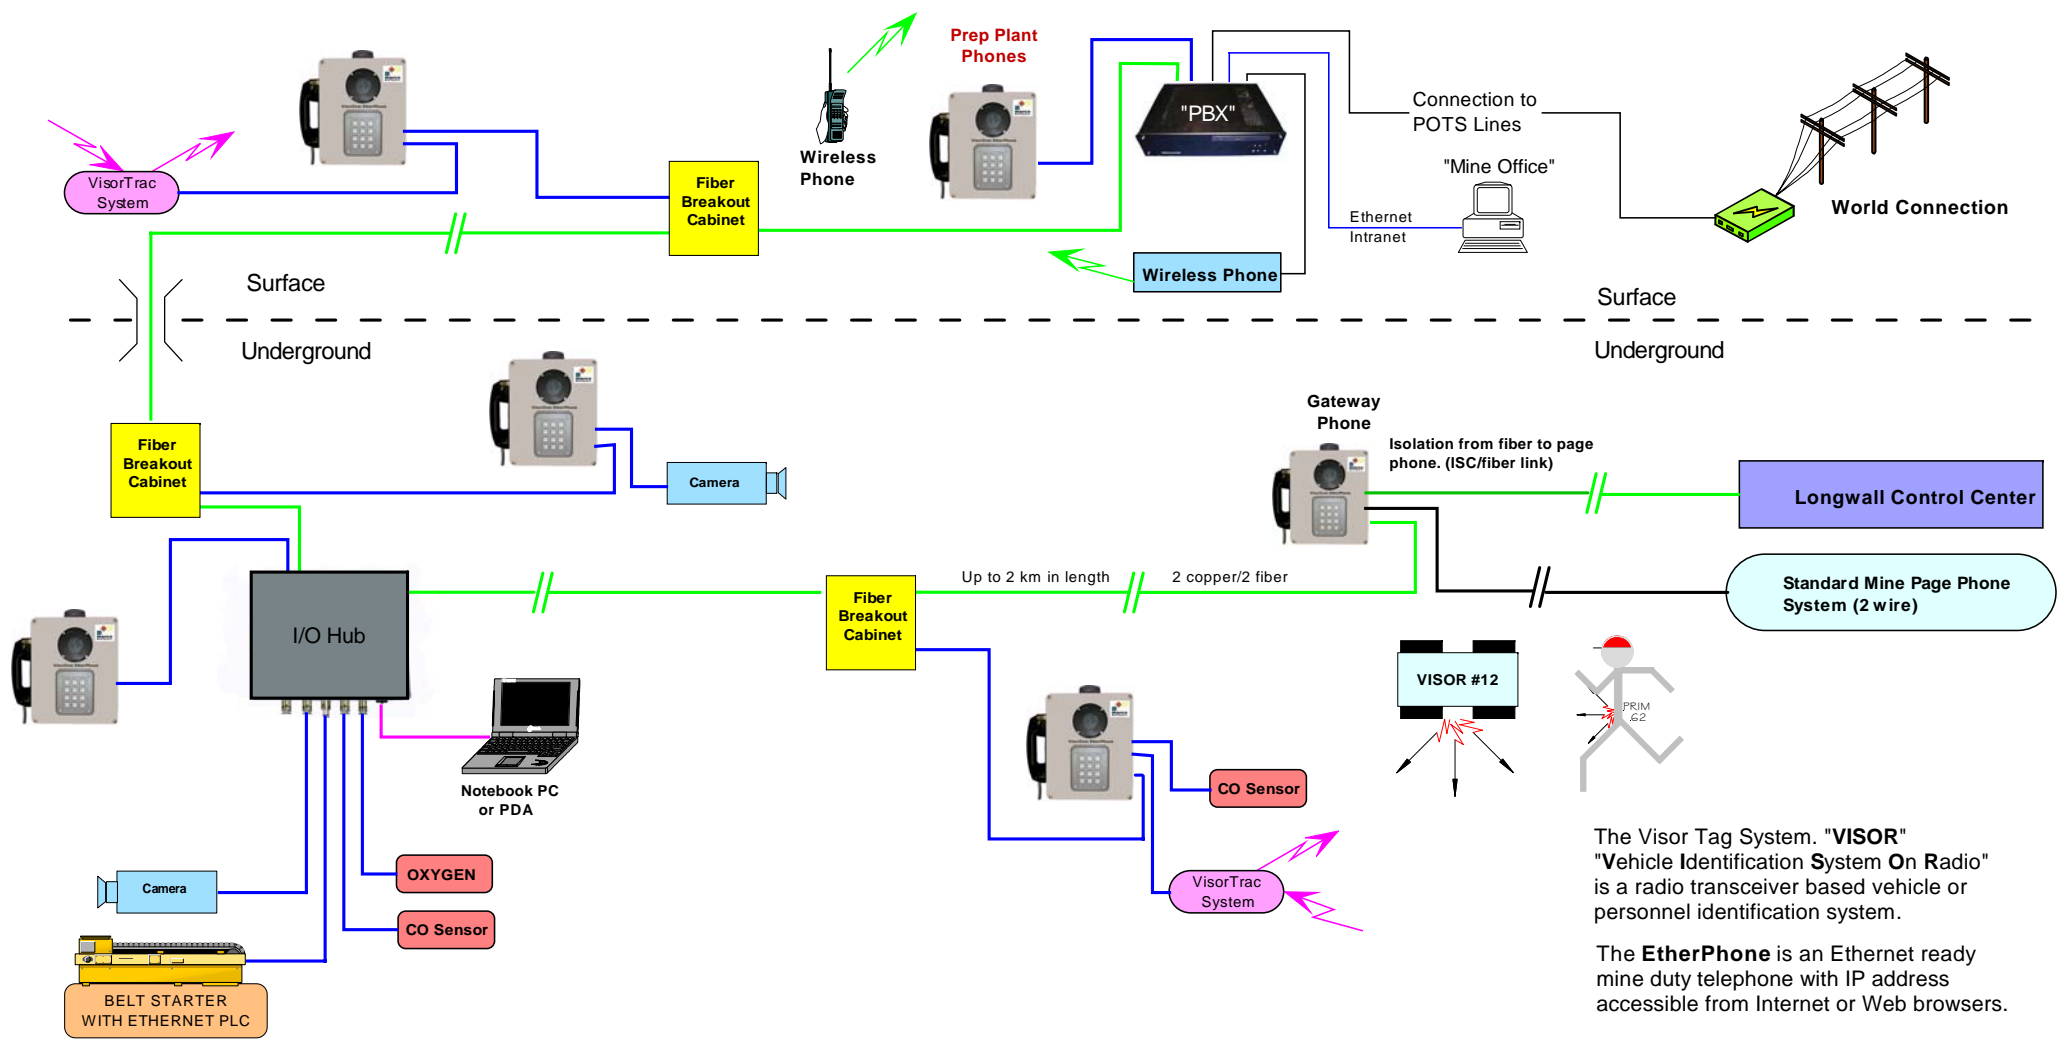 Prep Plant
Phones
"PBX"
Connection to
POTS Lines
Wireless
Phone
"Mine Office"
VisorTrac
System
Fiber
Breakout
Cabinet
Ethernet
Intranet
World Connection
Wireless Phone
Surface
Surface
Underground
Underground
Gateway
Phone
Isolation from fiber to page
phone. (ISC/fiber link)
Fiber
Breakout
Cabinet
Camera
Longwall Control Center
Up to 2 km in length
2 copper/2 fiber
Standard Mine Page Phone
System (2 wire)
Fiber
Breakout
Cabinet
I/O Hub
VISOR #12
PRIM
62
Notebook PC
or PDA
CO Sensor
OXYGEN
Camera
VisorTrac
System
CO Sensor
BELT STARTER
WITH ETHERNET PLC
The Visor Tag System. "VISOR"
"Vehicle Identification System On Radio"
is a radio transceiver based vehicle or
personnel identification system.
The EtherPhone is an Ethernet ready
mine duty telephone with IP address
accessible from Internet or Web browsers.